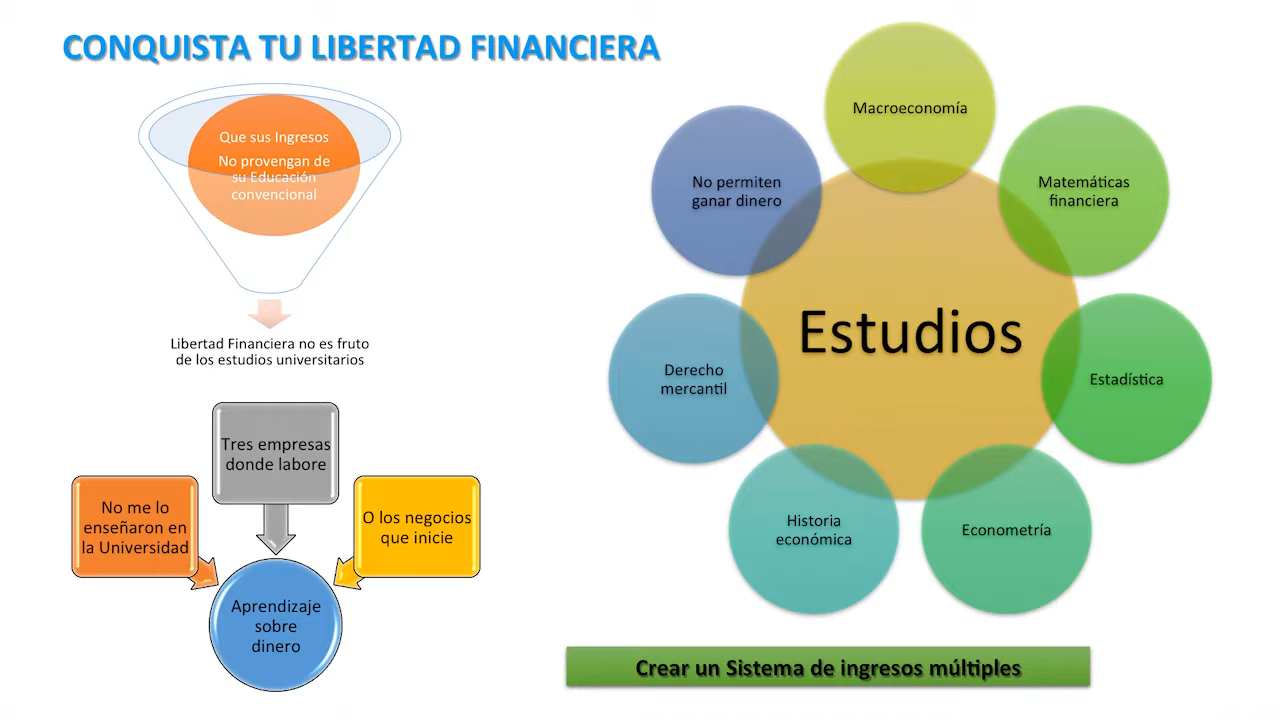 CONQUISTA TU LIBERTAD FINANCIERA
Que sus Ingresos
No provengan de
su Educación
convencional
Libertad Financiera no es fruto
de los estudios universitarios
Tres empresas
donde labore
No me lo
enseñaron en
la Universidad
O los negocios
que inicie
Aprendizaje
sobre
dinero
Macroeconomía
No permiten
ganar dinero
Matemáticas
financiera
Estudios
Derecho
mercantil
Estadística
Historia
económica
Econometría
Crear un Sistema de ingresos múltiples